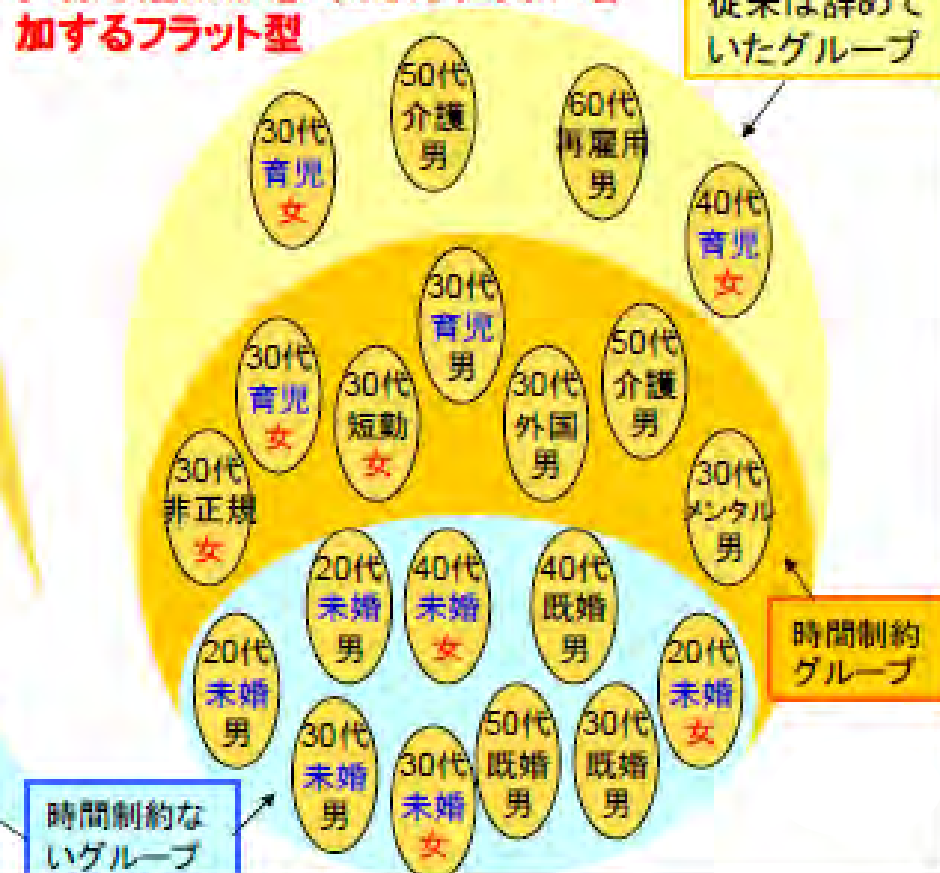 加するフラット型
従来は辞めて
いたグループ
50代
介護
男
60代
再雇用
男
30代
育児
女
40代
育児
女
30代
育児
男
50代
介護
男
30代
育児
女
30代
短勤
女
30代
外国
男
30代
非正規
女
30代
メンタル
男
20代
未婚
男
40代
未婚
女
40代
既婚
男
時間制約
グループ
20代
未婚
男
20代
未婚
女
30代
未婚
男
30代
未婚
女
50代
既婚
男
30代
既婚
男
時間制約な
いグループ